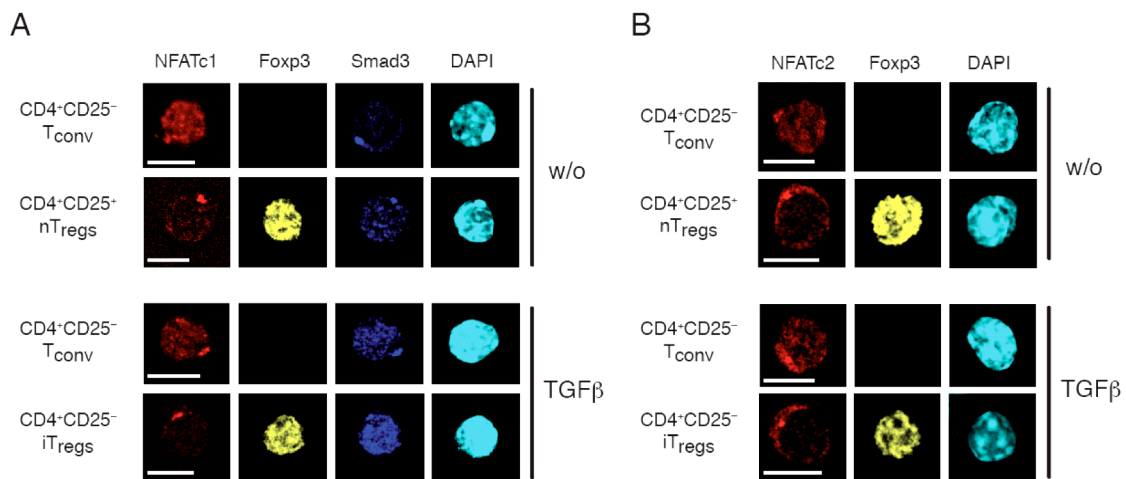 A
NFATc1 Foxp3 Smad3 DAPI
CD4⁺CD25⁻
Tconv
CD4⁺CD25⁺
nTregs
w/o
CD4⁺CD25⁻
Tconv
CD4⁺CD25⁻
iTregs
TGFβ
B
NFATc2 Foxp3 DAPI
CD4⁺CD25⁻
Tconv
CD4⁺CD25⁺
nTregs
w/o
CD4⁺CD25⁻
Tconv
CD4⁺CD25⁻
iTregs
TGFβ